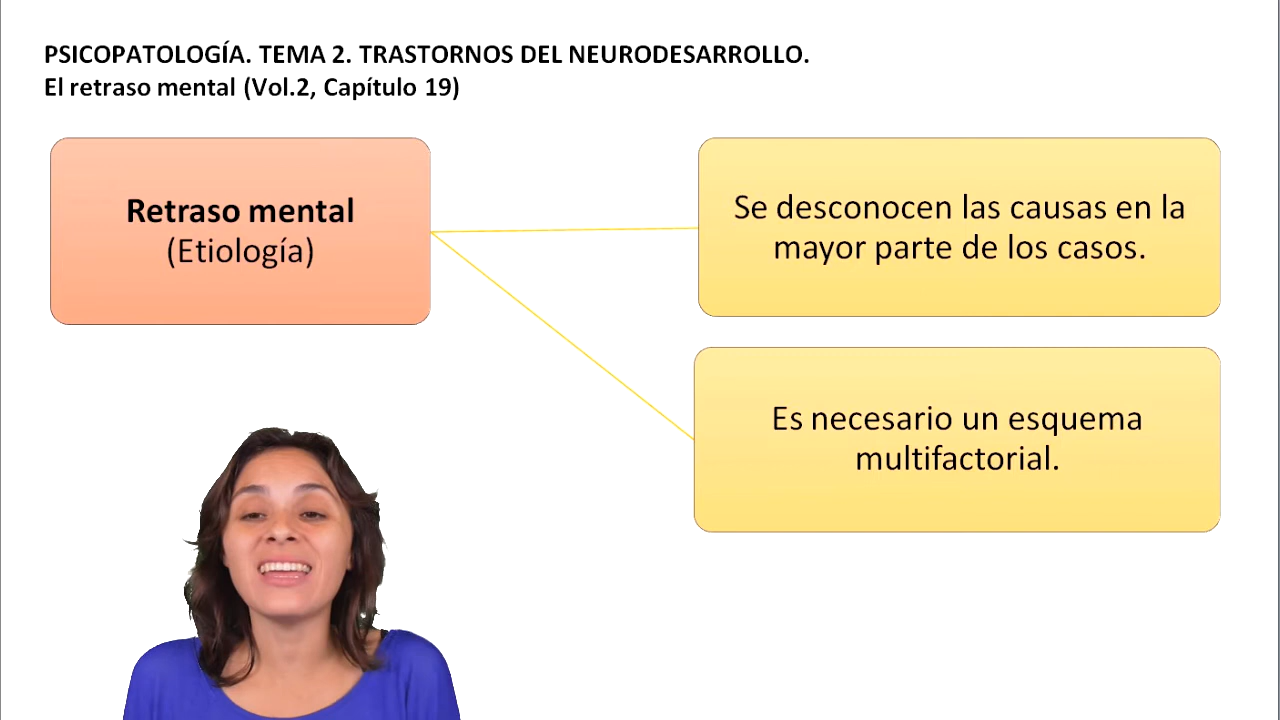 PSICOPATOLOGÍA. TEMA 2. TRASTORNOS DEL NEURODESARROLLO.
El retraso mental (Vol.2, Capítulo 19)
Retraso mental
(Etiología)
Se desconocen las causas en la
mayor parte de los casos.
Es necesario un esquema
multifactorial.